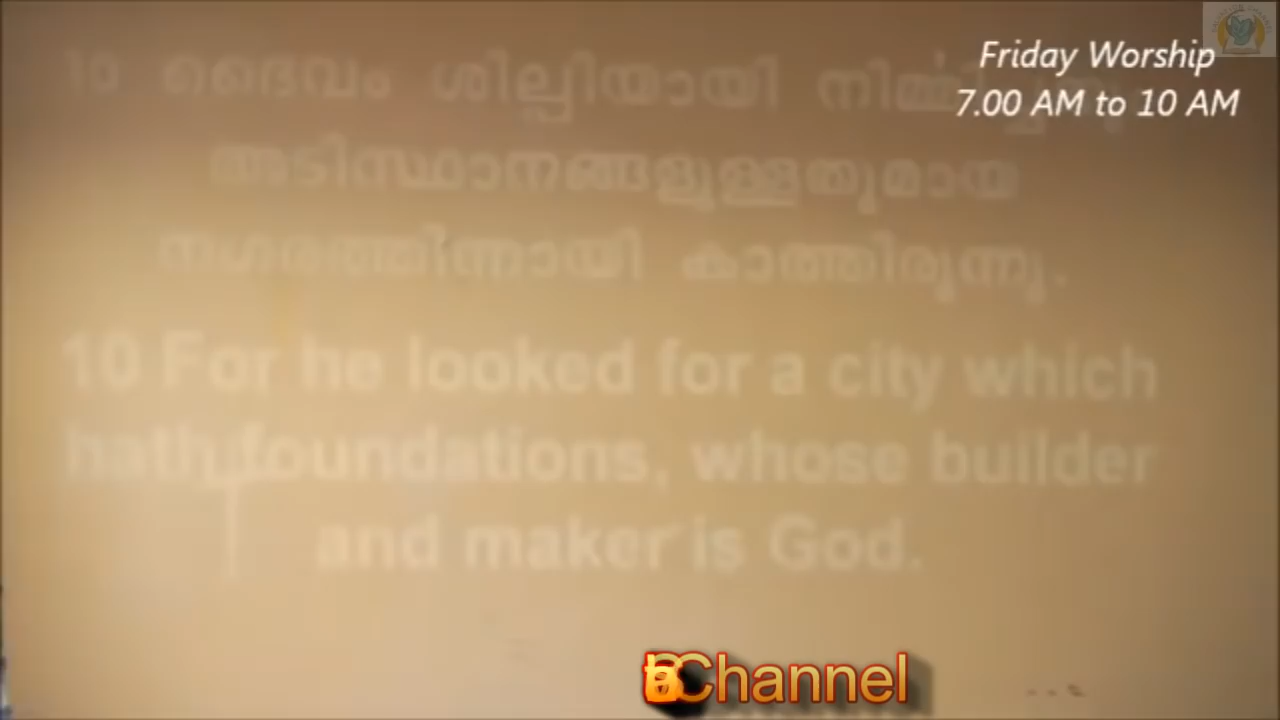 Friday Worship
7.00 AM to 10 AM
10 ദൈവം ശില്പിയായി
അടിസ്ഥാനങ്ങളുള്ളതുമായ
നഗരത്തിന്നായി കാത്തിരുന്നു.
10 For he looked for a city which
hath foundations, whose builder
and maker is God.
Channel